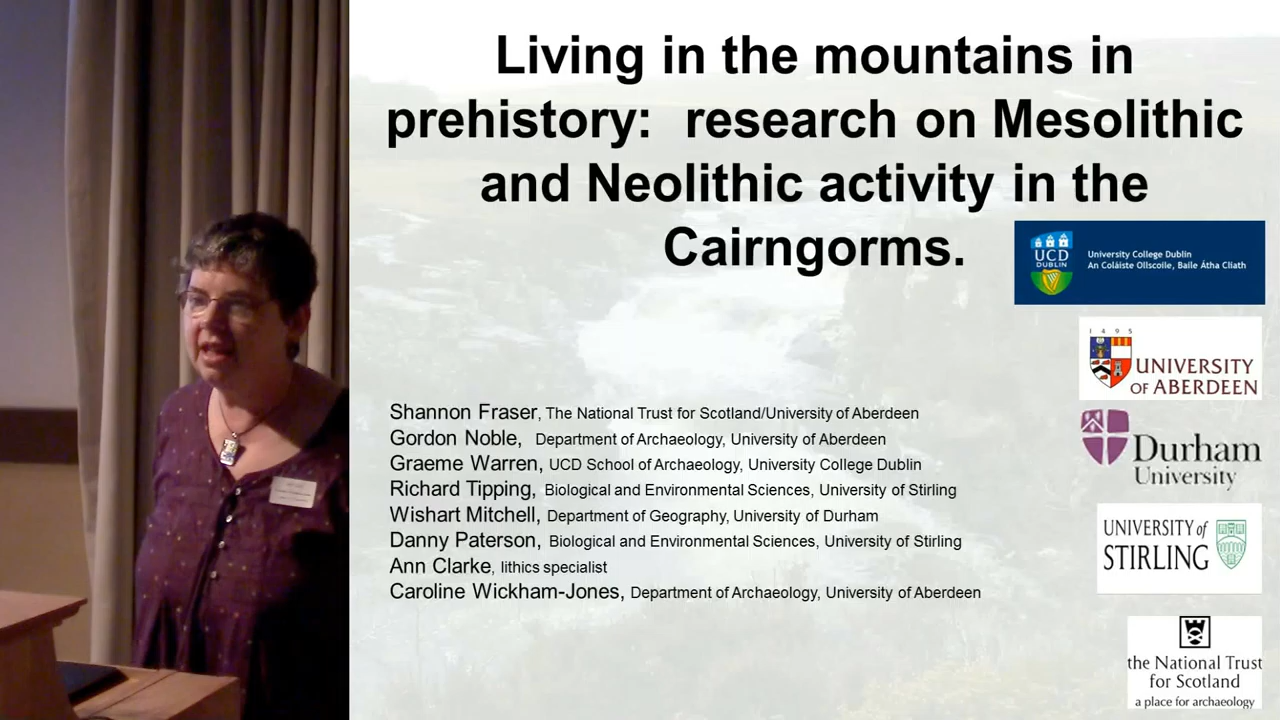 Living in the mountains in
prehistory: research on Mesolithic
and Neolithic activity in the
Cairngorms.
UCD
DUBLIN
University College Dublin
An Coláiste Ollscoile, Baile Átha Cliath
1495
UNIVERSITY
OF ABERDEEN
Durham
University
UNIVERSITY of
STIRLING
the National Trust
for Scotland
a place for archaeology
Shannon Fraser, The National Trust for Scotland/University of Aberdeen
Gordon Noble, Department of Archaeology, University of Aberdeen
Graeme Warren, UCD School of Archaeology, University College Dublin
Richard Tipping, Biological and Environmental Sciences, University of Stirling
Wishart Mitchell, Department of Geography, University of Durham
Danny Paterson, Biological and Environmental Sciences, University of Stirling
Ann Clarke, lithics specialist
Caroline Wickham-Jones, Department of Archaeology, University of Aberdeen